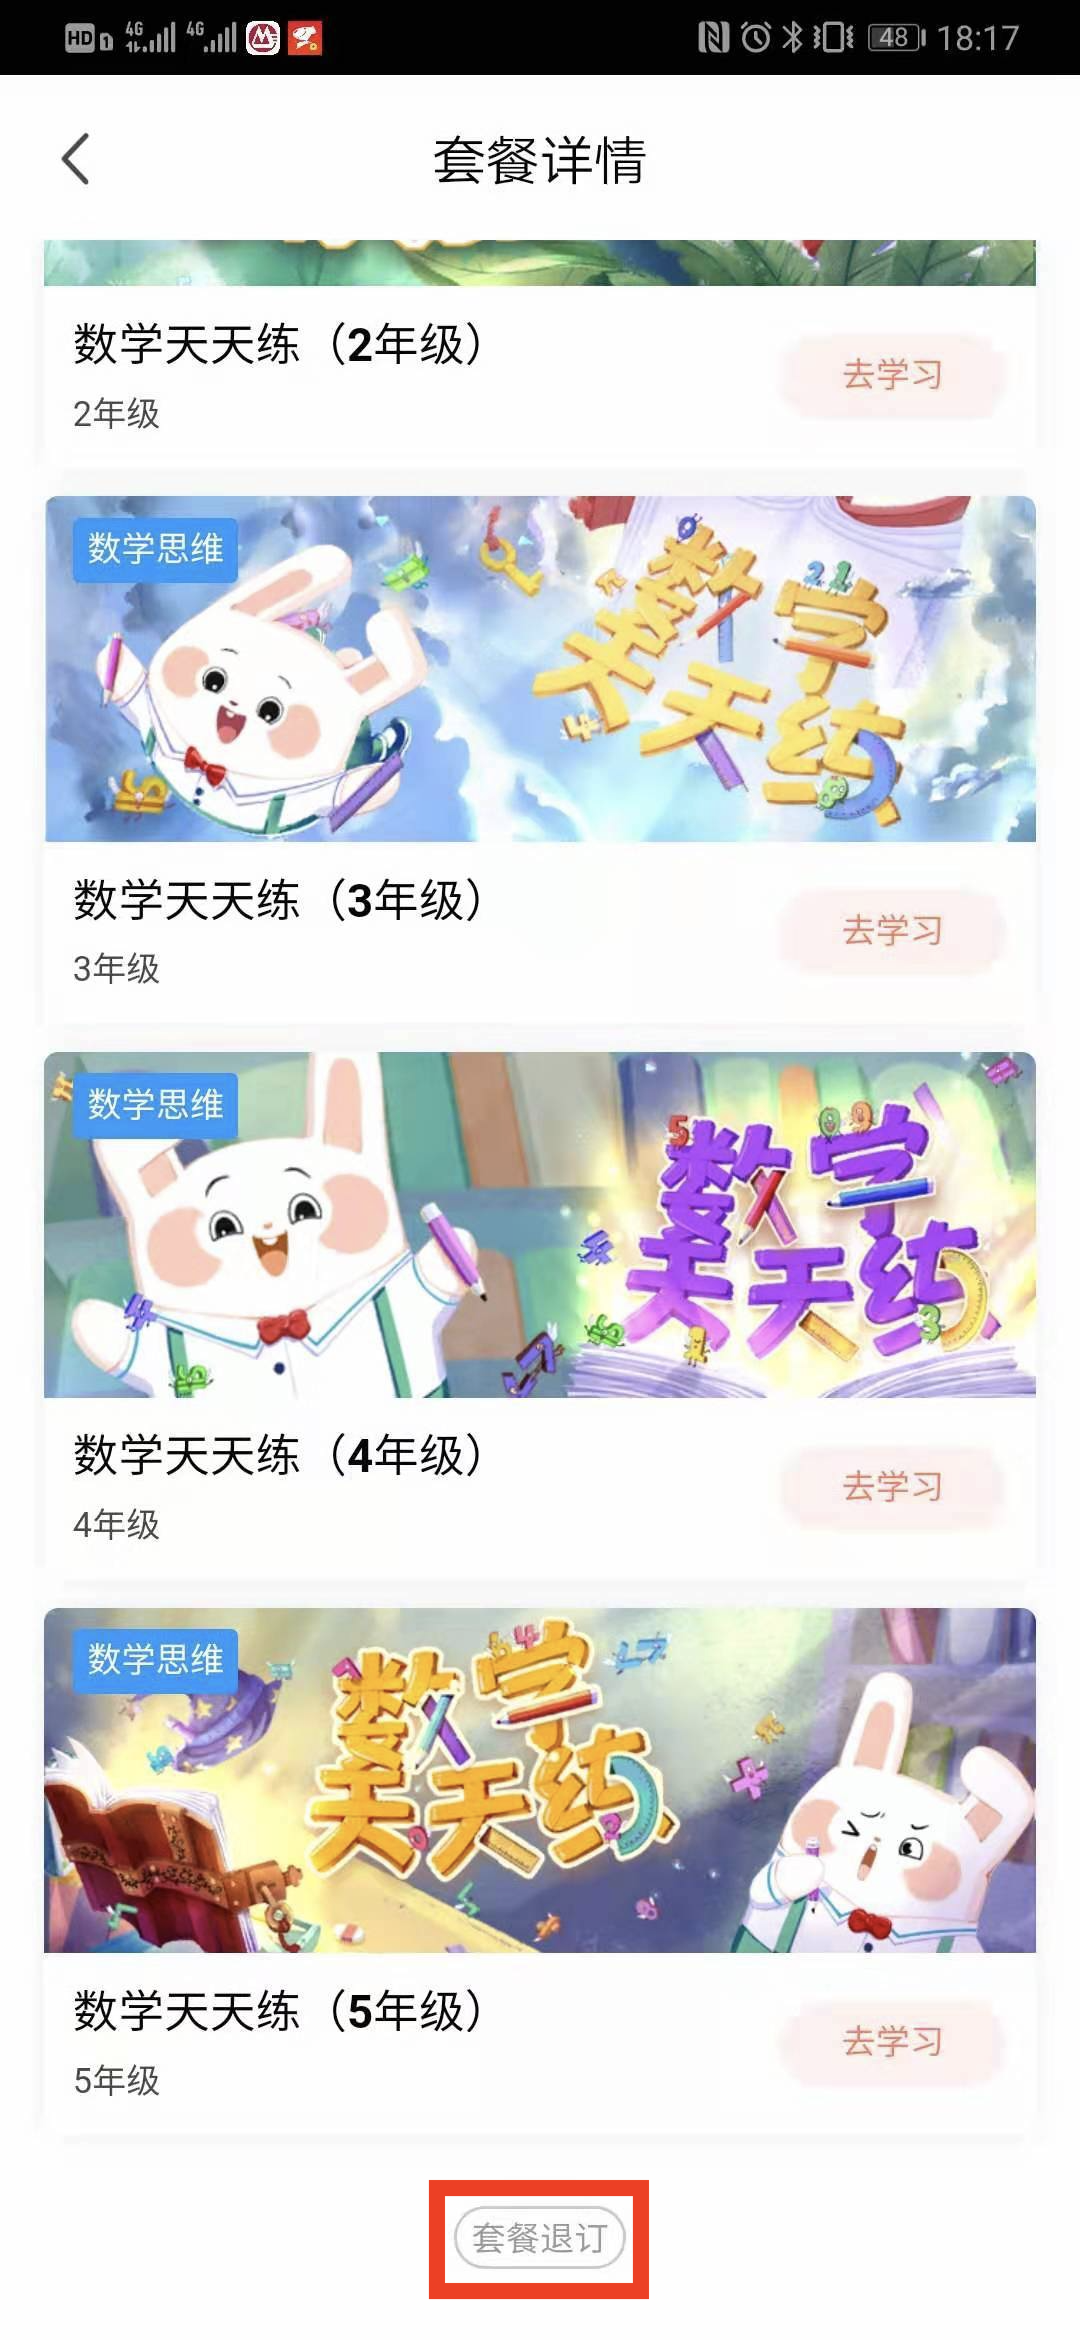 HD 4G 4G 48 18:17
套餐详情
数学天天练（2年级）
去学习
2年级
数学思维
数学
天天练
数学天天练（3年级）
去学习
3年级
数学思维
数学
天天练
数学天天练（4年级）
去学习
4年级
数学思维
数学
天天练
数学天天练（5年级）
去学习
5年级
套餐退订